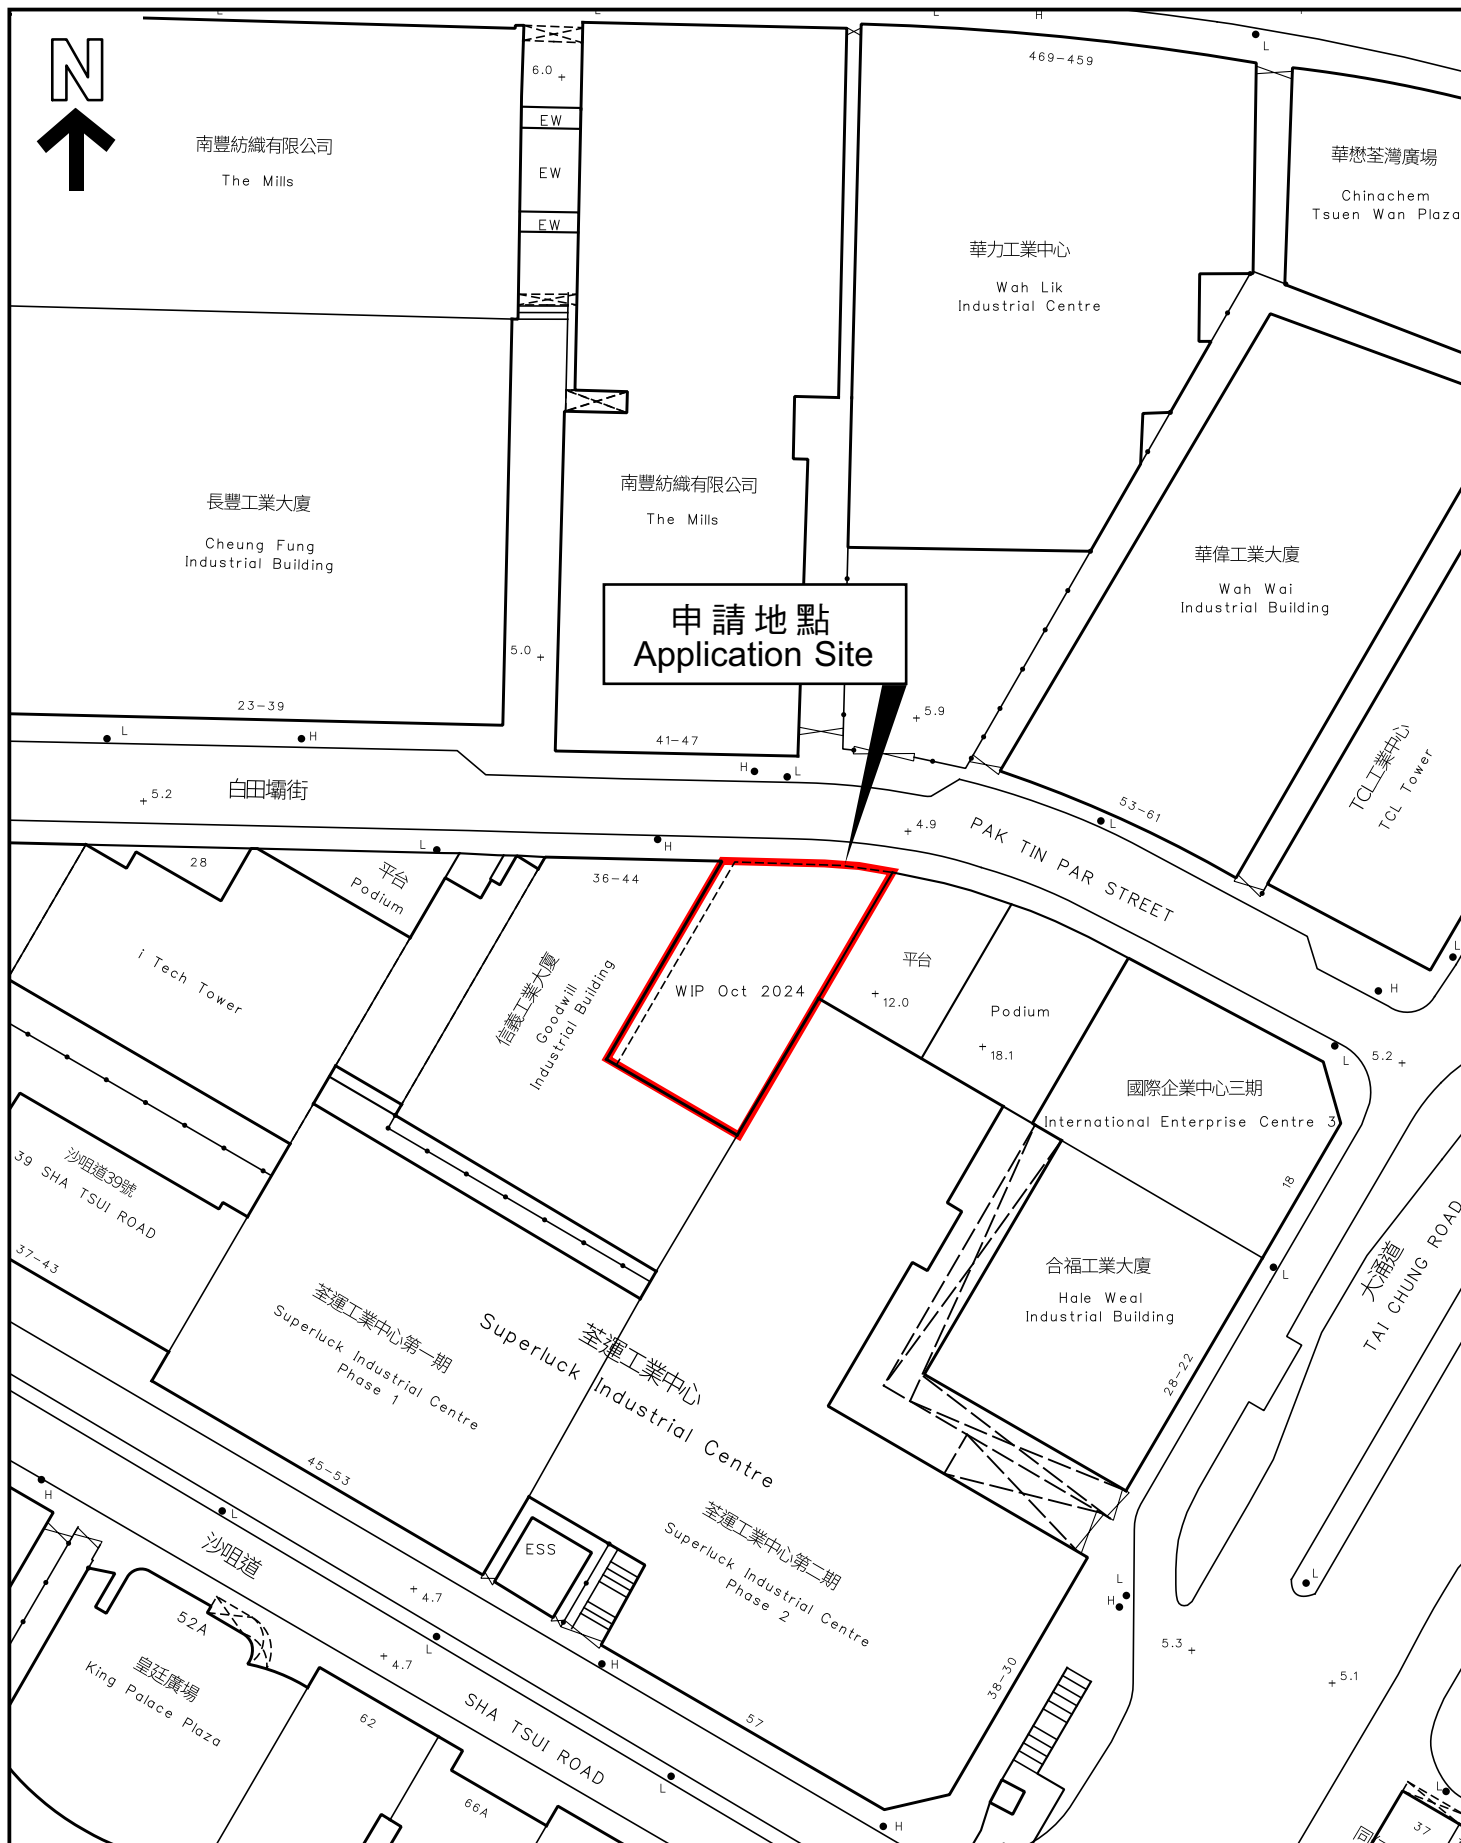 N
L
L
L
H
L
469-459
6.0
EW
EW
EW
南豐紡織有限公司
The Mills
華懋荃灣廣場
Chinachem
Tsuen Wan Plaza
華力工業中心
Wah Lik
Industrial Centre
長豐工業大廈
Cheung Fung
Industrial Building
南豐紡織有限公司
The Mills
華偉工業大廈
Wah Wai
Industrial Building
申請地點
Application Site
5.0
5.9
23-39
41-47
L
H
H
L
TCL工業中心
TCL Tower
白田壩街
5.2
4.9
PAK TIN PAR STREET
53-61
L
L
H
28
平台
Podium
36-44
i Tech Tower
信義工業大廈
Goodwill
Industrial Building
WIP Oct 2024
平台
12.0
Podium
18.1
L
H
L
5.2
國際企業中心三期
International Enterprise Centre 3
18
沙咀道39號
39 SHA TSUI ROAD
37-43
合福工業大廈
Hale Weal
Industrial Building
28-22
L
大涌道
TAI CHUNG ROAD
荃運工業中心第一期
Superluck Industrial Centre
Phase 1
荃運工業中心
Superluck Industrial Centre
45-53
荃運工業中心第二期
Superluck Industrial Centre
Phase 2
ESS
H
L
沙咀道
4.7
L
4.7
H
L
L
H
5.3
5.1
52A
皇廷廣場
King Palace Plaza
38-30
57
SHA TSUI ROAD
62
66A
L
H
L
37